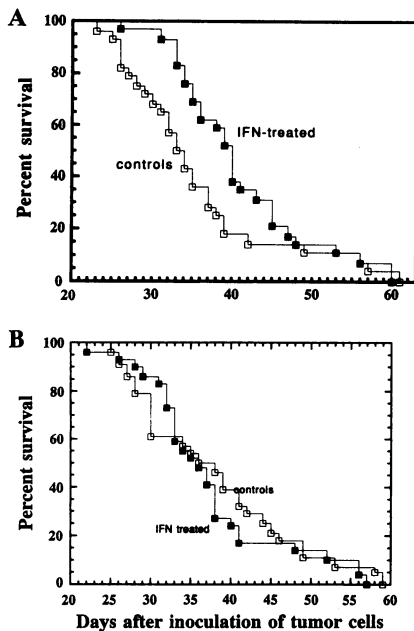 A
Percent survival
100
80
60
40
20
0
IFN-treated
controls
20 30 40 50 60
B
Percent survival
100
80
60
40
20
0
controls
IFN treated
20 25 30 35 40 45 50 55 60
Days after inoculation of tumor cells